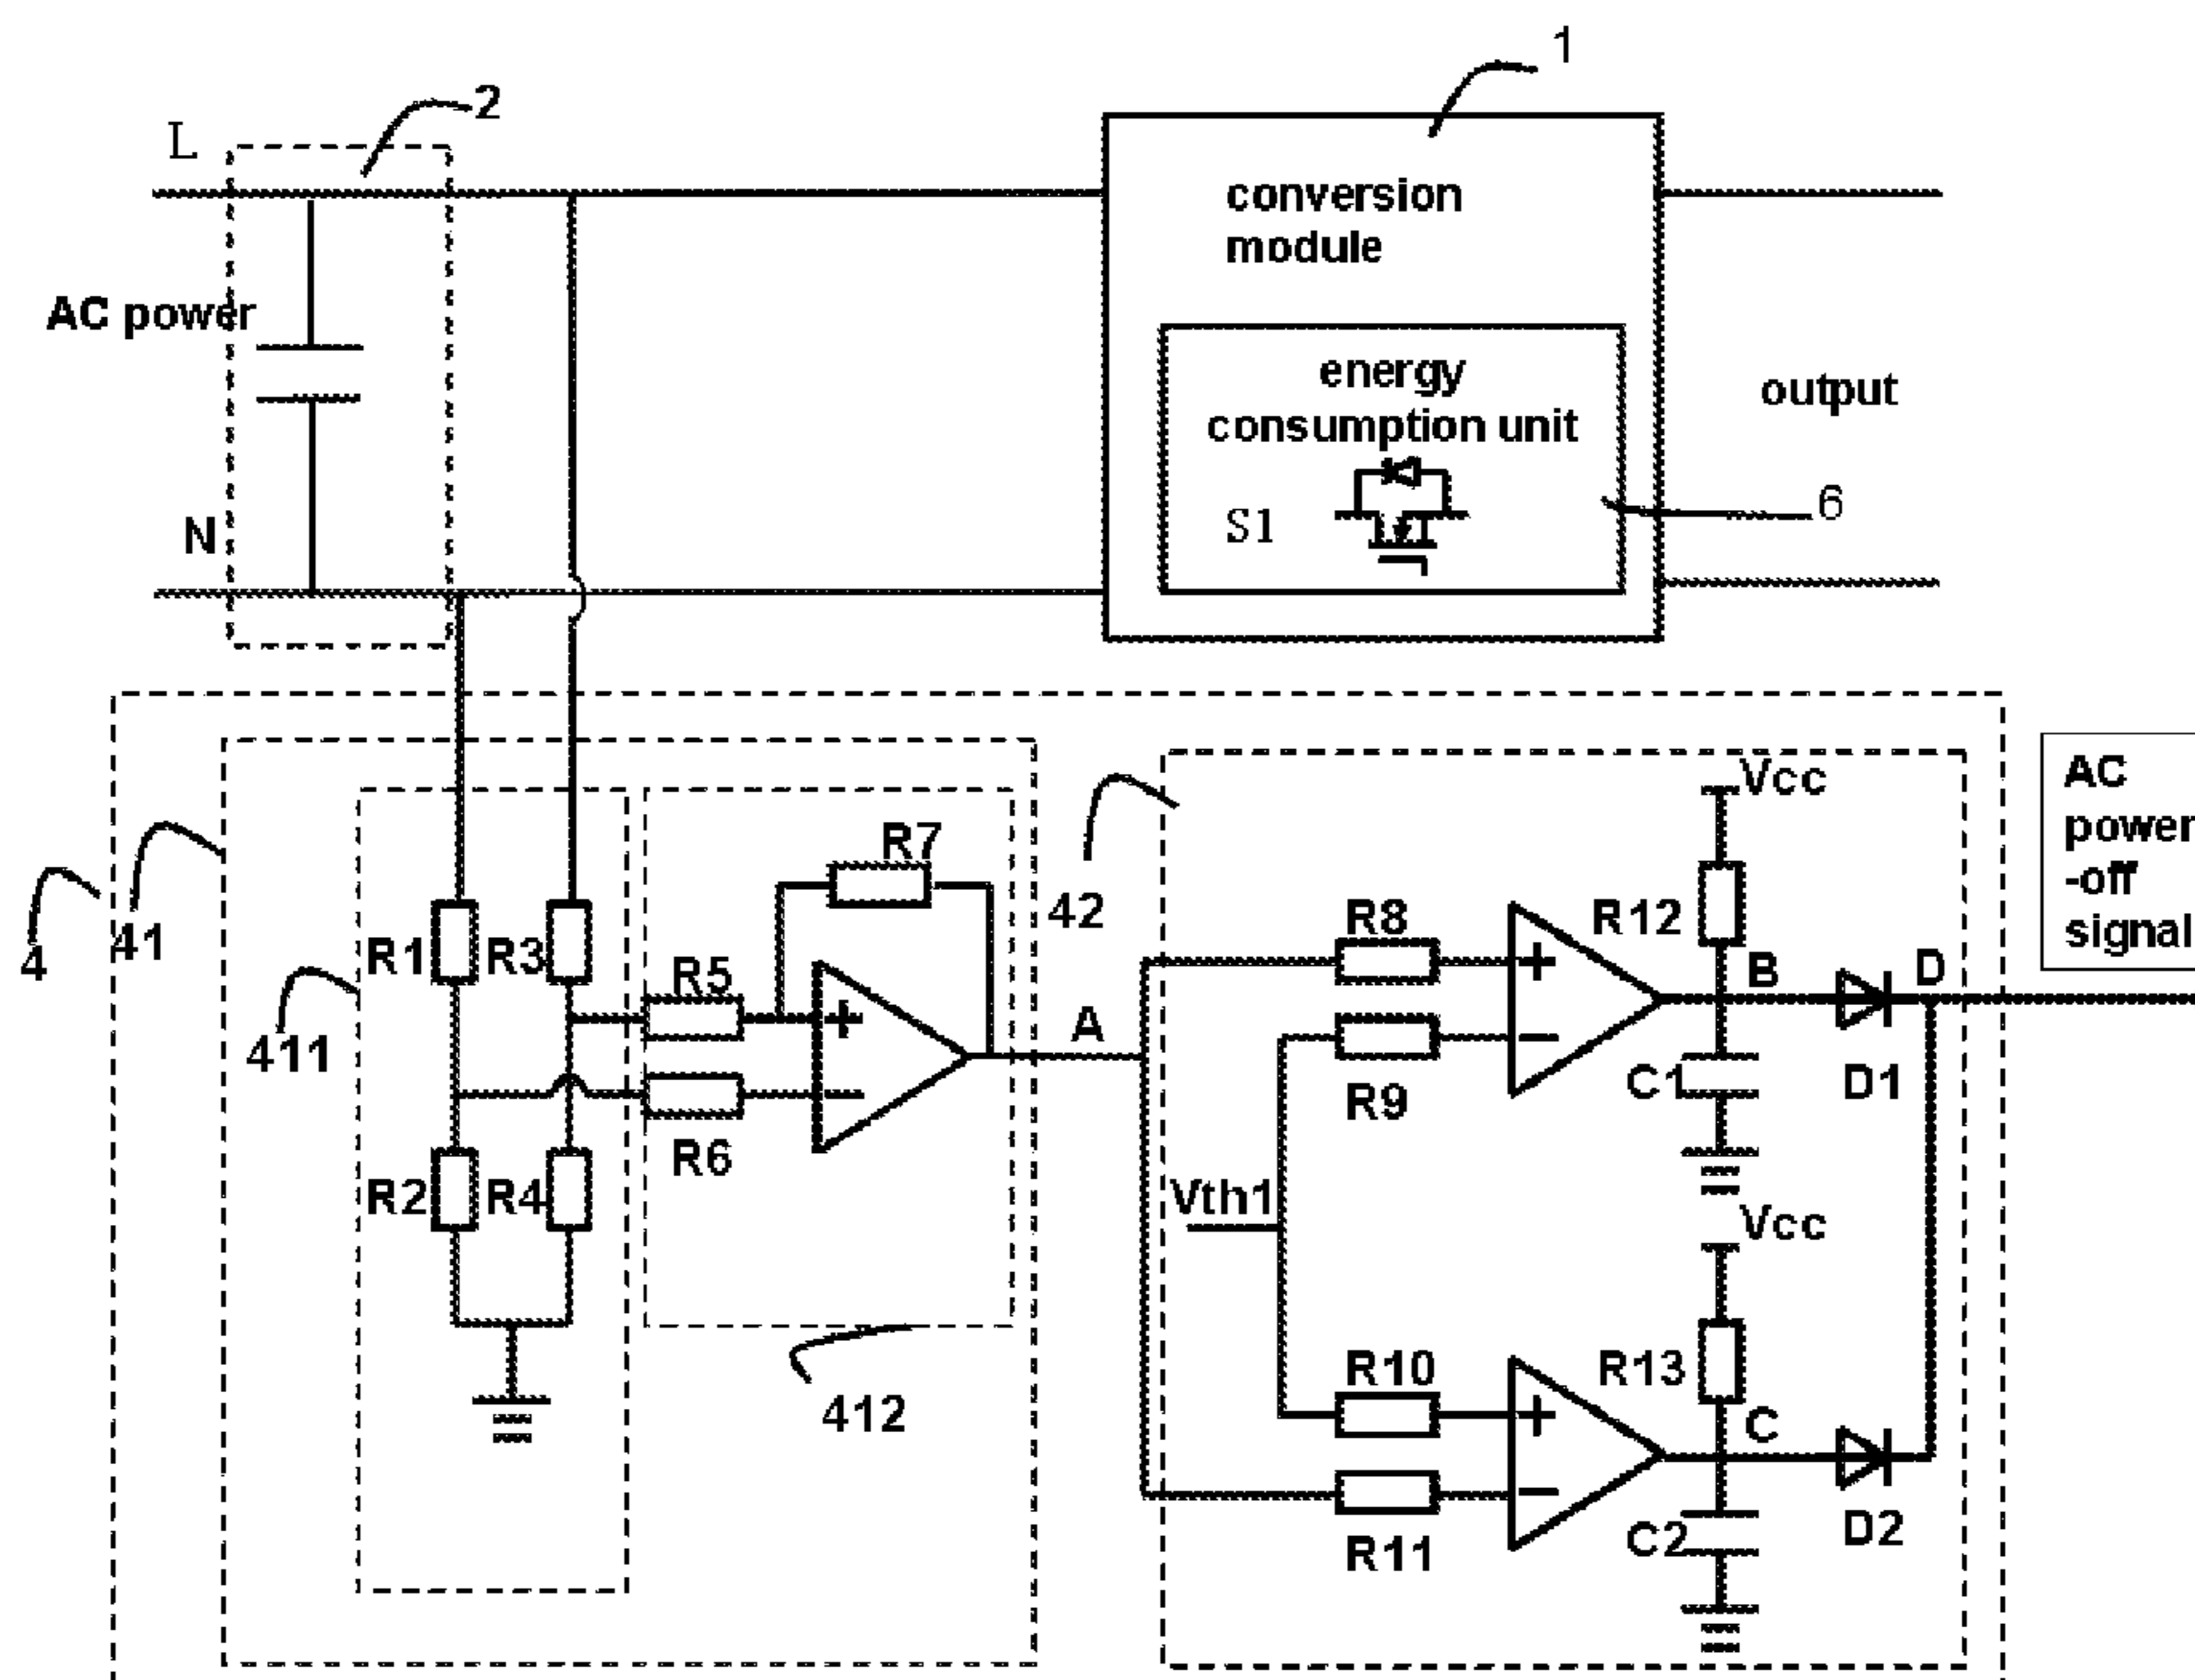 1
2
L
conversion
module
AC power
energy
consumption unit
output
S1
6
N
AC
power
-off
signal
Vcc
R7
42
R8
R12
41
4
R1
R3
R5
B
D
A
411
C1
D1
R9
R6
R2
R4
Vth1
Vcc
R10
R13
412
C
R11
C2
D2
+
−
+
−
+
−